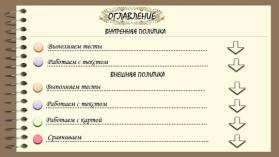 ОГЛАВЛЕНИЕ
ВНУТРЕННЯЯ ПОЛИТИКА
Выполняем тесты
Работаем с текстом
ВНЕШНЯЯ ПОЛИТИКА
Выполняем тесты
Работаем с текстом
Работаем с картой
Сравниваем